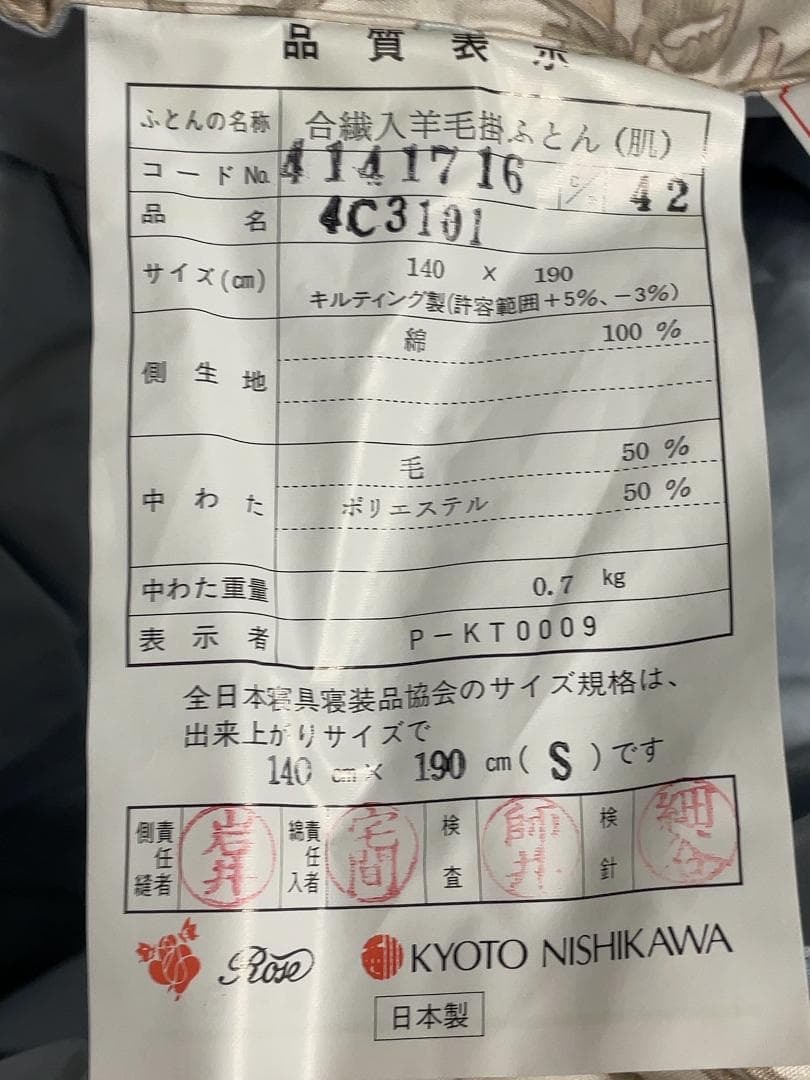 品質表示
ふとんの名称 合繊入羊毛掛ふとん(肌)
コードNo. 4141716 42
品名 4C3101
サイズ(cm) 140 × 190
キルティング製(許容範囲+5%、−3%)
側生地 綿 100 %
中わた 毛 50 %
ポリエステル 50 %
中わた重量 0.7 kg
表示者 P-KT0009
全日本寝具寝装品協会のサイズ規格は、
出来上がりサイズで
140 cm × 190 cm ( S ) です
側責任縫者 岩井 綿責任入者 宅間 検査 師井 検針
Rose KYOTO NISHIKAWA
日本製